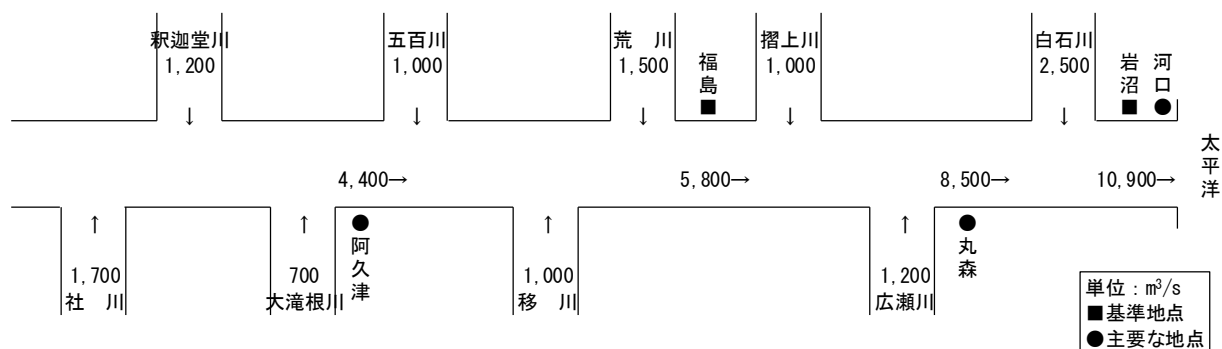 釈迦堂川
1,200
↓
五百川
1,000
↓
荒　川
1,500
↓
福島
■
摺上川
1,000
↓
白石川
2,500
↓
岩沼
■
河口
●
太平洋
4,400→
5,800→
8,500→
10,900→
↑
1,700
社　川
↑
700
大滝根川
●
阿久津
↑
1,000
移　川
↑
1,200
広瀬川
●
丸森
単位：m³/s
■基準地点
●主要な地点